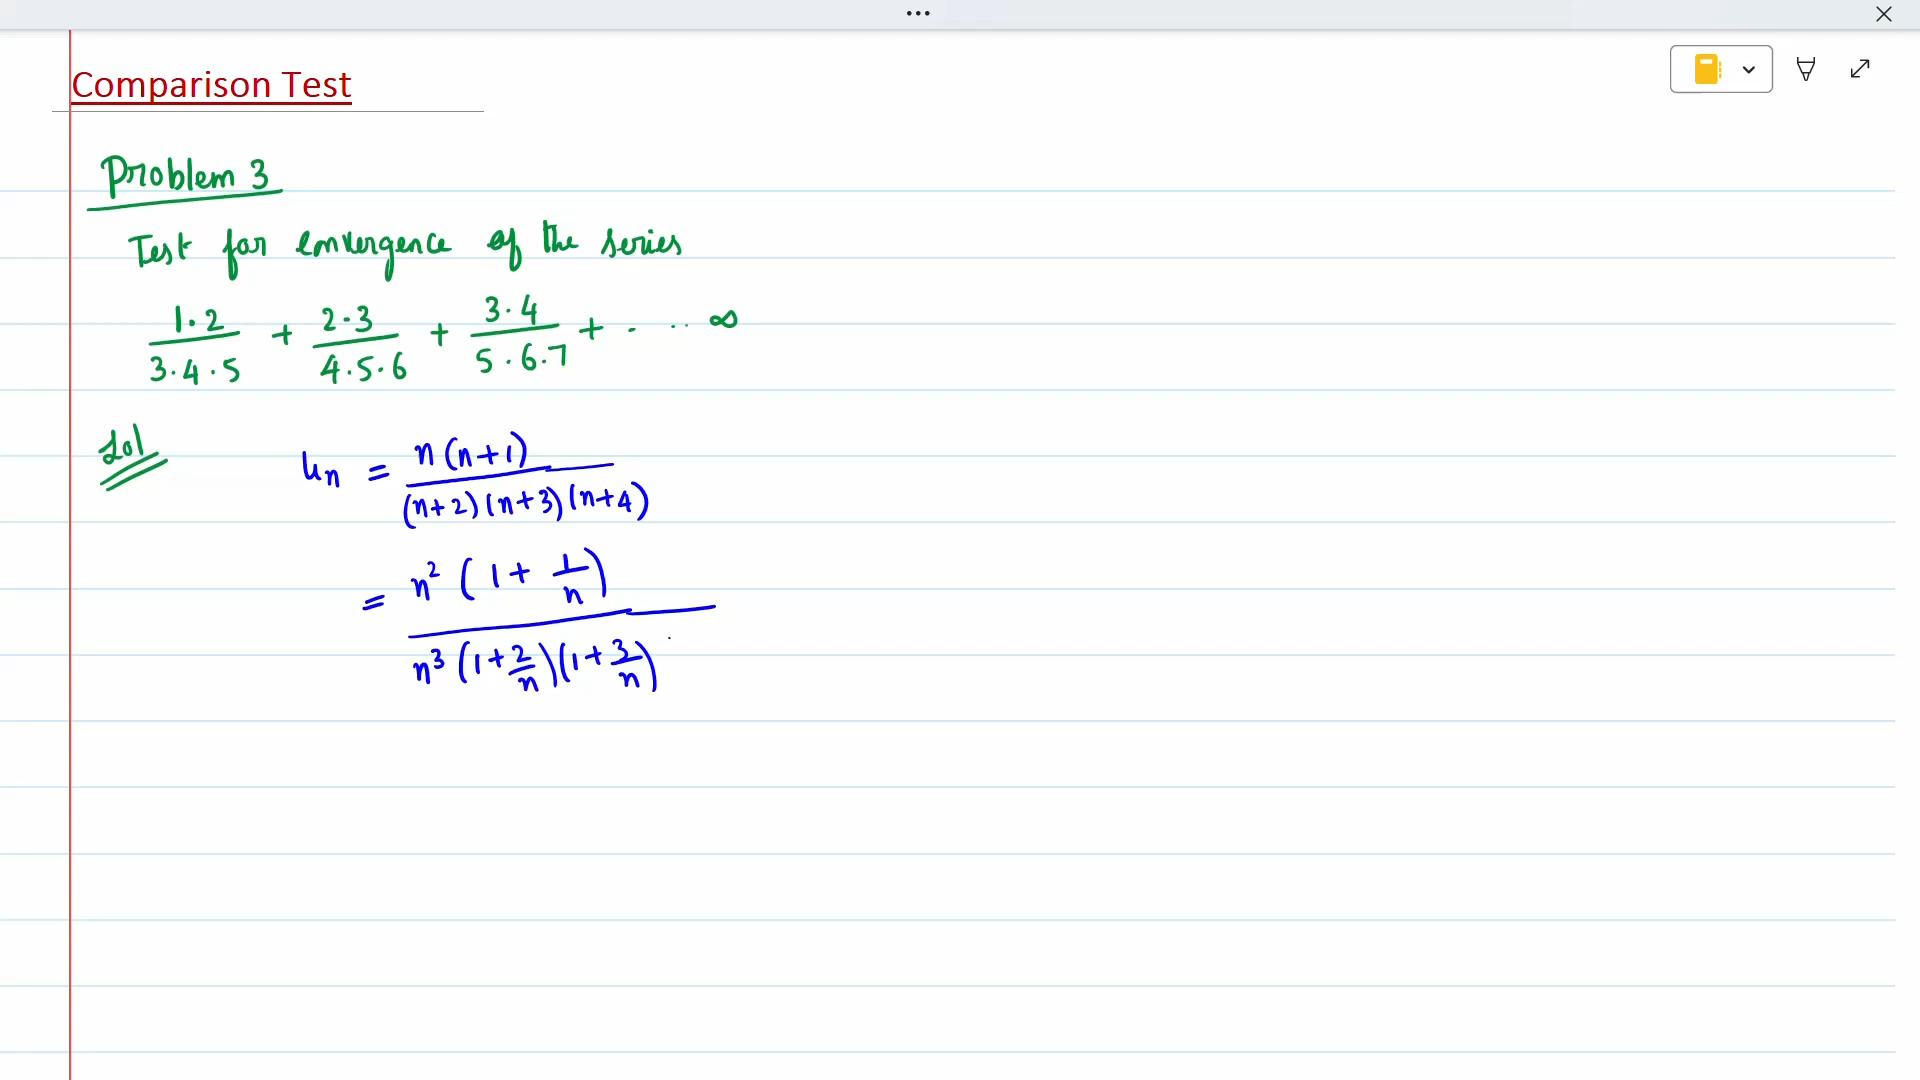 Comparison Test
Problem 3
Test for convergence of the series
1·2/3·4·5 + 2·3/4·5·6 + 3·4/5·6·7 + · ·· ∞
Sol
un = n(n+1)/(n+2)(n+3)(n+4)
= n²(1+1/n)/n³(1+2/n)(1+3/n)